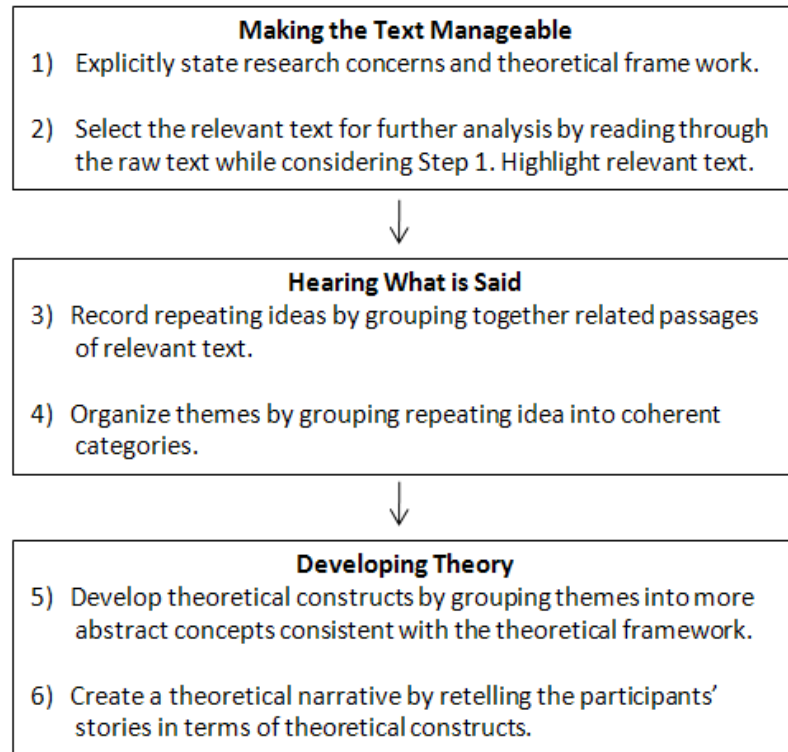 Making the Text Manageable
1) Explicitly state research concerns and theoretical frame work.
2) Select the relevant text for further analysis by reading through
the raw text while considering Step 1. Highlight relevant text.
Hearing What is Said
3) Record repeating ideas by grouping together related passages
of relevant text.
4) Organize themes by grouping repeating idea into coherent
categories.
Developing Theory
5) Develop theoretical constructs by grouping themes into more
abstract concepts consistent with the theoretical framework.
6) Create a theoretical narrative by retelling the participants’
stories in terms of theoretical constructs.